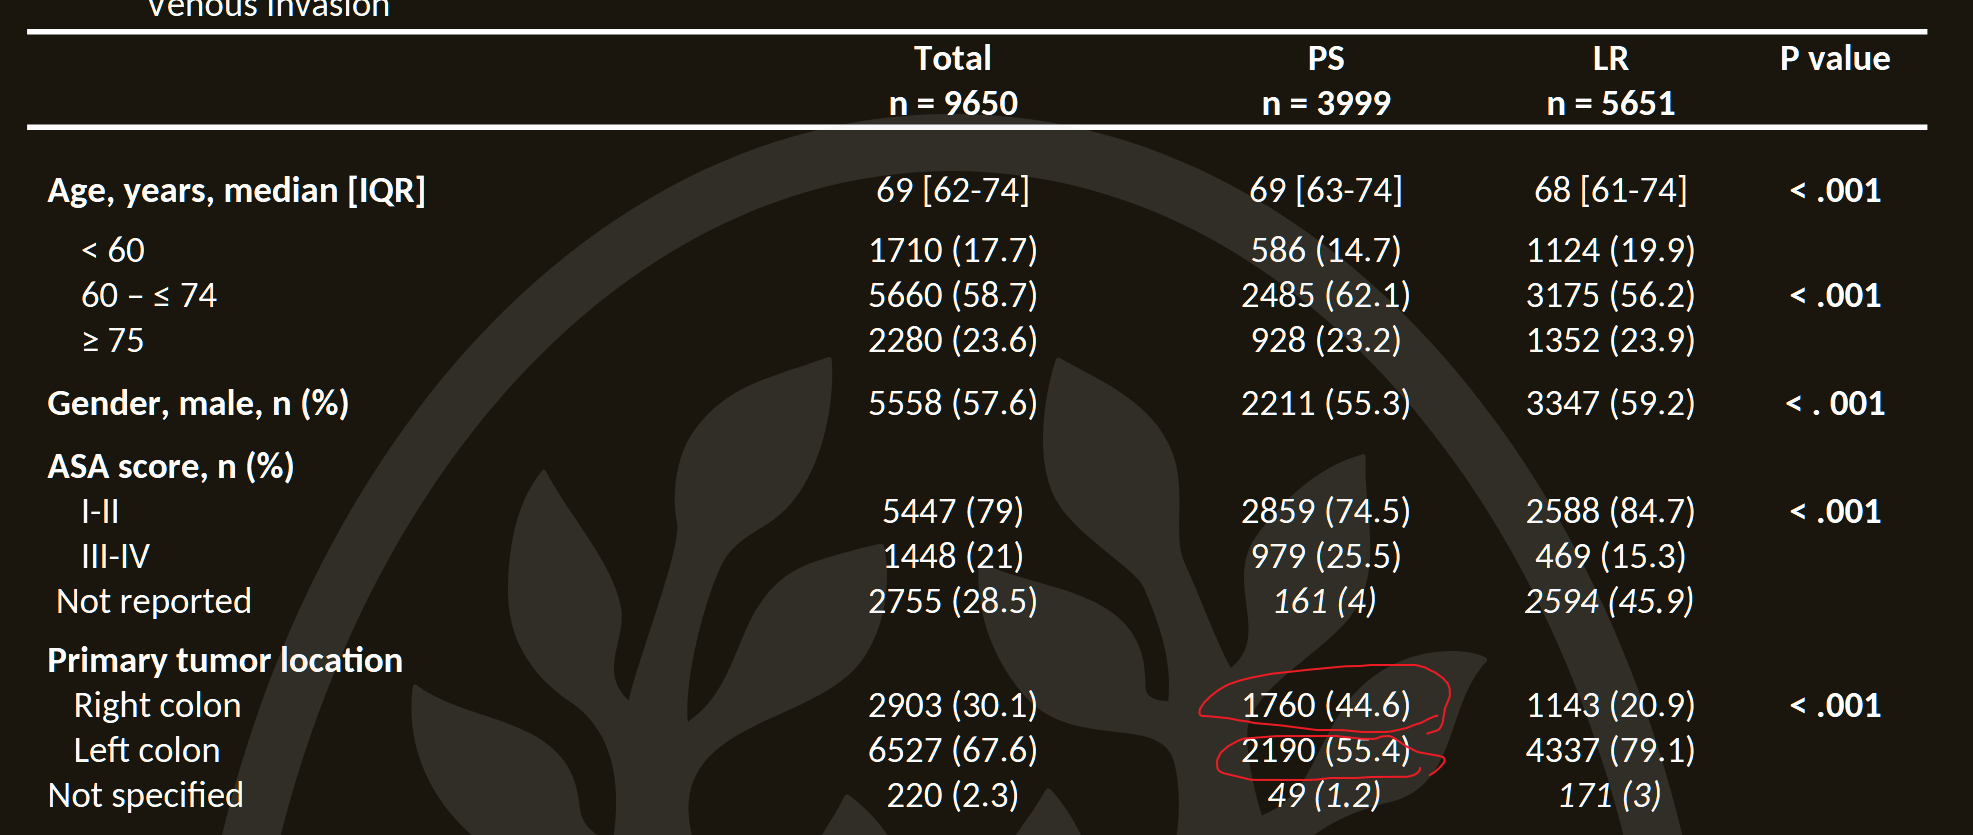 Venous Invasion
Total PS LR P value
n = 9650 n = 3999 n = 5651
Age, years, median [IQR] 69 [62-74] 69 [63-74] 68 [61-74] < .001
< 60 1710 (17.7) 586 (14.7) 1124 (19.9)
60 – ≤ 74 5660 (58.7) 2485 (62.1) 3175 (56.2) < .001
≥ 75 2280 (23.6) 928 (23.2) 1352 (23.9)
Gender, male, n (%) 5558 (57.6) 2211 (55.3) 3347 (59.2) < . 001
ASA score, n (%)
I-II 5447 (79) 2859 (74.5) 2588 (84.7) < .001
III-IV 1448 (21) 979 (25.5) 469 (15.3)
Not reported 2755 (28.5) 161 (4) 2594 (45.9)
Primary tumor location
Right colon 2903 (30.1) 1760 (44.6) 1143 (20.9) < .001
Left colon 6527 (67.6) 2190 (55.4) 4337 (79.1)
Not specified 220 (2.3) 49 (1.2) 171 (3)